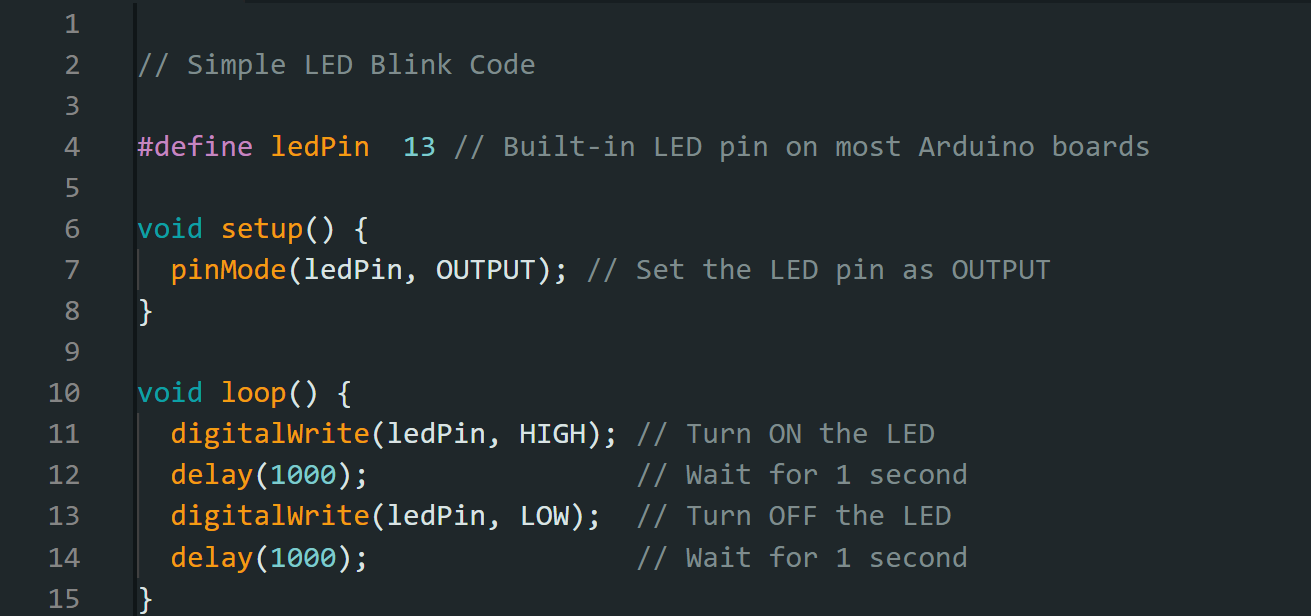 1
2 // Simple LED Blink Code
3
4 #define ledPin  13 // Built-in LED pin on most Arduino boards
5
6 void setup() {
7   pinMode(ledPin, OUTPUT); // Set the LED pin as OUTPUT
8 }
9
10 void loop() {
11   digitalWrite(ledPin, HIGH); // Turn ON the LED
12   delay(1000);                // Wait for 1 second
13   digitalWrite(ledPin, LOW);  // Turn OFF the LED
14   delay(1000);                // Wait for 1 second
15 }